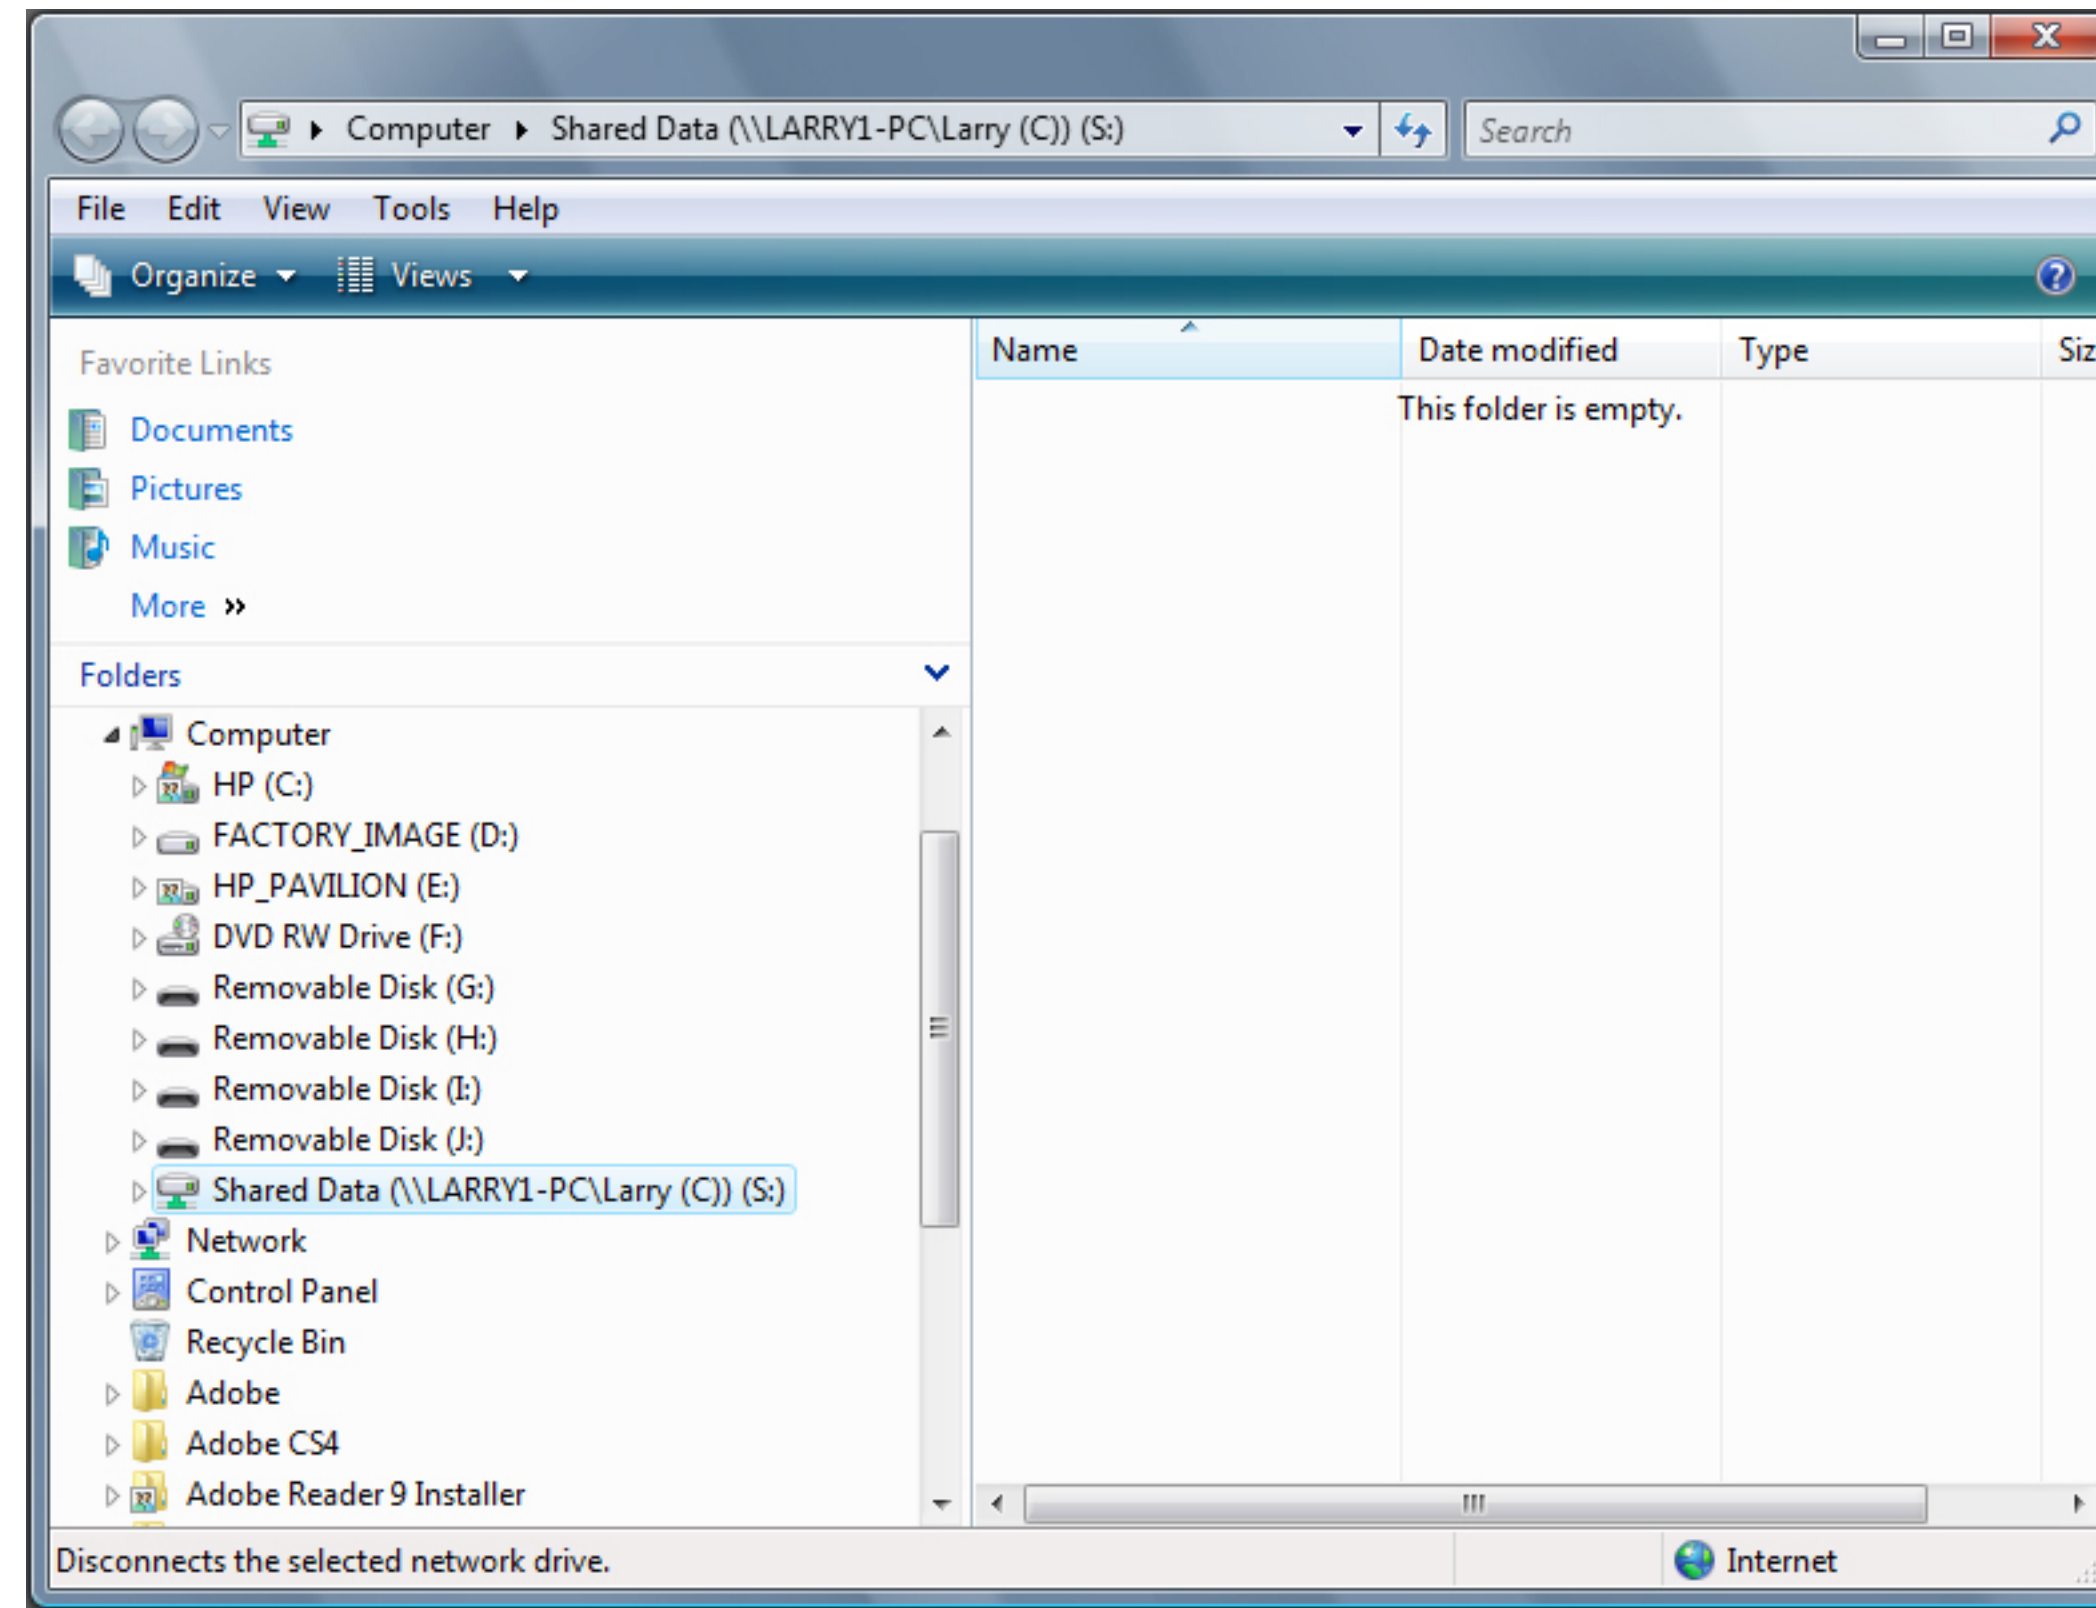 Computer Shared Data (\\LARRY1-PC\Larry (C)) (S:)
Search
File Edit View Tools Help
Organize Views
Favorite Links
Documents
Pictures
Music
More »
Folders
Computer
HP (C:)
FACTORY_IMAGE (D:)
HP_PAVILION (E:)
DVD RW Drive (F:)
Removable Disk (G:)
Removable Disk (H:)
Removable Disk (I:)
Removable Disk (J:)
Shared Data (\\LARRY1-PC\Larry (C)) (S:)
Network
Control Panel
Recycle Bin
Adobe
Adobe CS4
Adobe Reader 9 Installer
Name Date modified Type Siz
This folder is empty.
Disconnects the selected network drive.
Internet